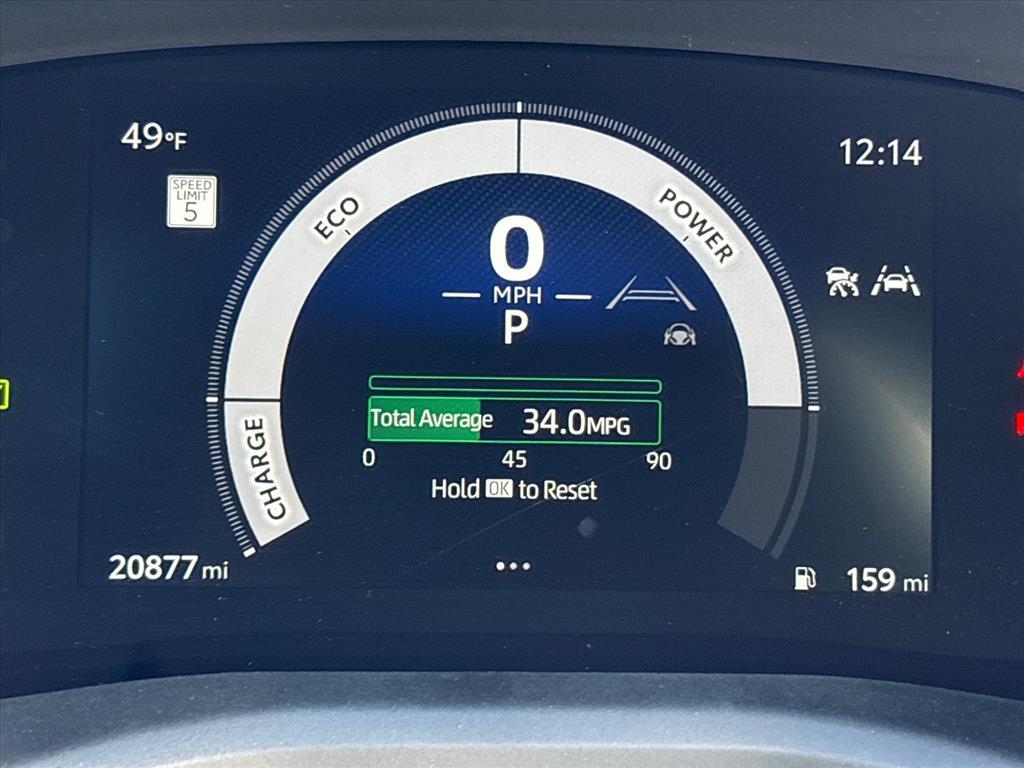 49°F
12:14
SPEED
LIMIT
5
ECO
POWER
0
MPH
P
CHARGE
Total Average 34.0MPG
0 45 90
Hold OK to Reset
20877 mi
159 mi